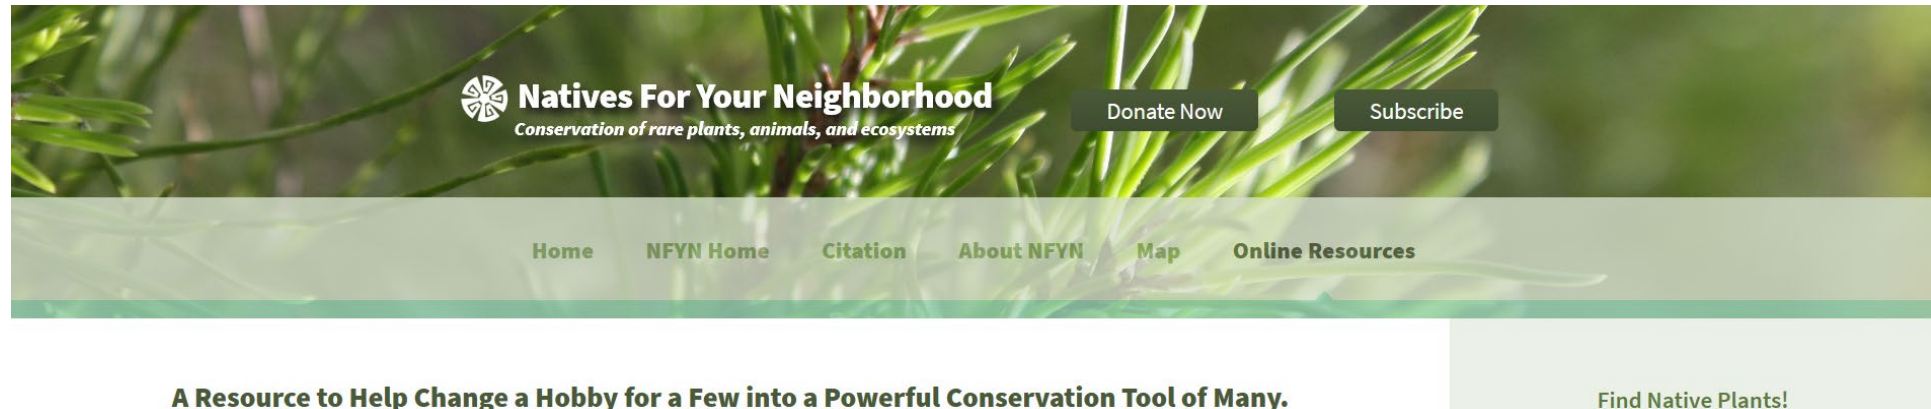 Natives For Your Neighborhood
Conservation of rare plants, animals, and ecosystems
Donate Now
Subscribe
Home NFYN Home Citation About NFYN Map Online Resources
A Resource to Help Change a Hobby for a Few into a Powerful Conservation Tool of Many.
Find Native Plants!